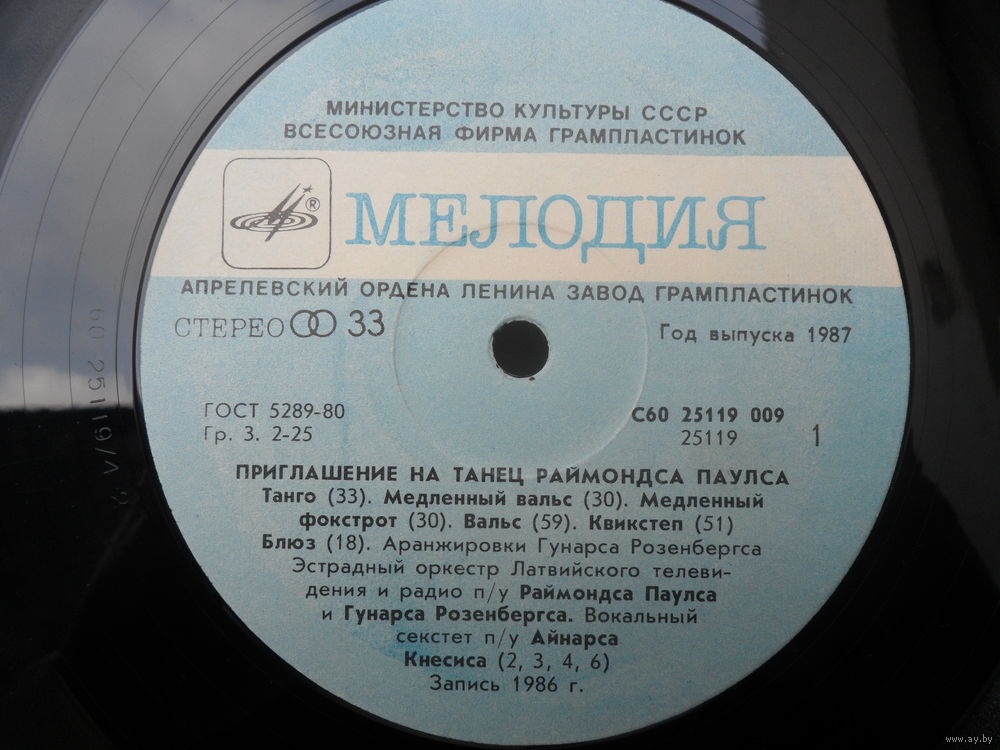 МИНИСТЕРСТВО КУЛЬТУРЫ СССР
ВСЕСОЮЗНАЯ ФИРМА ГРАМПЛАСТИНОК
® МЕЛОДИЯ
АПРЕЛЕВСКИЙ ОРДЕНА ЛЕНИНА ЗАВОД ГРАМПЛАСТИНОК
СТЕРЕО 33 Год выпуска 1987
ГОСТ 5289-80 С60 25119 009
Гр. 3. 2-25 25119 1
ПРИГЛАШЕНИЕ НА ТАНЕЦ РАЙМОНДСА ПАУЛСА
Танго (33). Медленный вальс (30). Медленный
фокстрот (30). Вальс (59). Квикстеп (51)
Блюз (18). Аранжировки Гунарса Розенбергса
Эстрадный оркестр Латвийского телеви-
дения и радио п/у Раймондса Паулса
и Гунарса Розенбергса. Вокальный
секстет п/у Айнарса
Кнесиса (2, 3, 4, 6)
Запись 1986 г.
www.ay.by